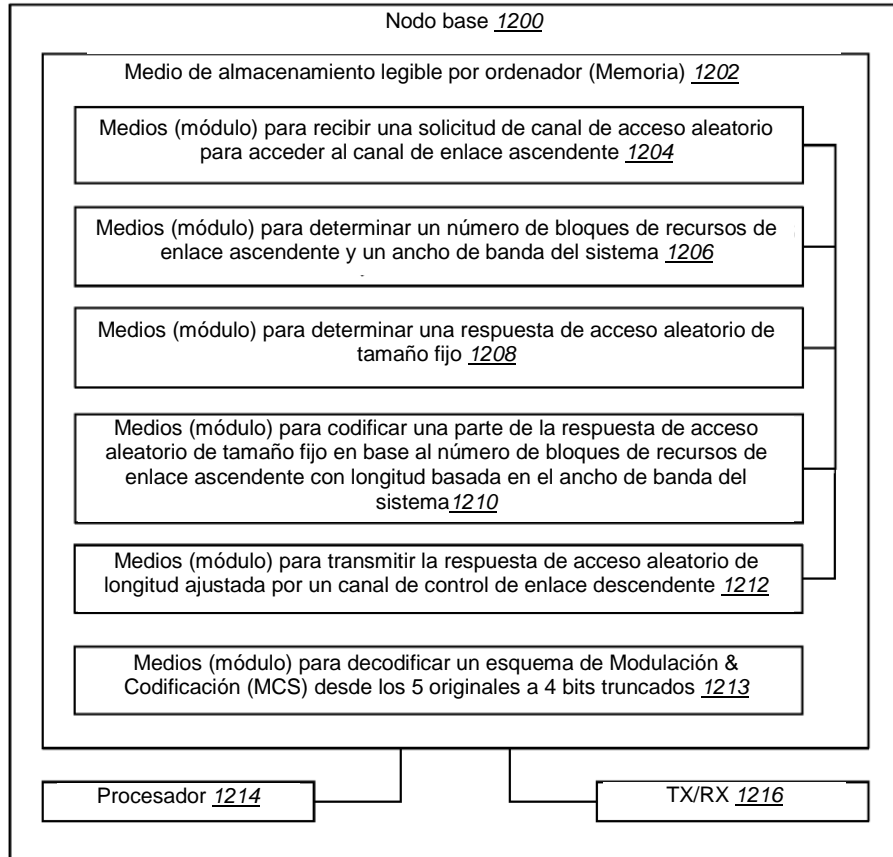 Nodo base 1200
Medio de almacenamiento legible por ordenador (Memoria) 1202
Medios (módulo) para recibir una solicitud de canal de acceso aleatorio
para acceder al canal de enlace ascendente 1204
Medios (módulo) para determinar un número de bloques de recursos de
enlace ascendente y un ancho de banda del sistema 1206
Medios (módulo) para determinar una respuesta de acceso aleatorio de
tamaño fijo 1208
Medios (módulo) para codificar una parte de la respuesta de acceso
aleatorio de tamaño fijo en base al número de bloques de recursos de
enlace ascendente con longitud basada en el ancho de banda del
sistema1210
Medios (módulo) para transmitir la respuesta de acceso aleatorio de
longitud ajustada por un canal de control de enlace descendente 1212
Medios (módulo) para decodificar un esquema de Modulación &
Codificación (MCS) desde los 5 originales a 4 bits truncados 1213
Procesador 1214
TX/RX 1216